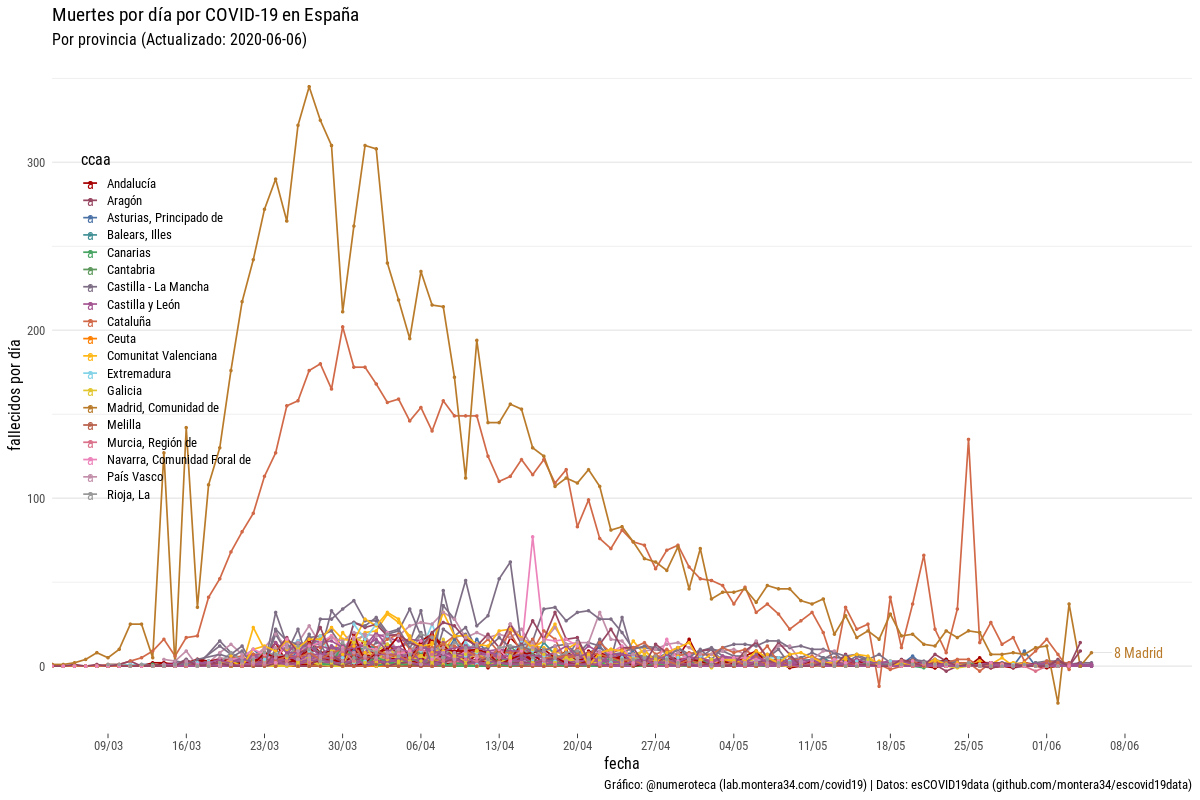 Muertes por día por COVID-19 en España
Por provincia (Actualizado: 2020-06-06)
fallecidos por día
300
200
100
0
ccaa
Andalucía
Aragón
Asturias, Principado de
Balears, Illes
Canarias
Cantabria
Castilla - La Mancha
Castilla y León
Cataluña
Ceuta
Comunitat Valenciana
Extremadura
Galicia
Madrid, Comunidad de
Melilla
Murcia, Región de
Navarra, Comunidad Foral de
País Vasco
Rioja, La
8 Madrid
09/03 16/03 23/03 30/03 06/04 13/04 20/04 27/04 04/05 11/05 18/05 25/05 01/06 08/06
fecha
Gráfico: @numeroteca (lab.montera34.com/covid19) | Datos: esCOVID19data (github.com/montera34/escovid19data)